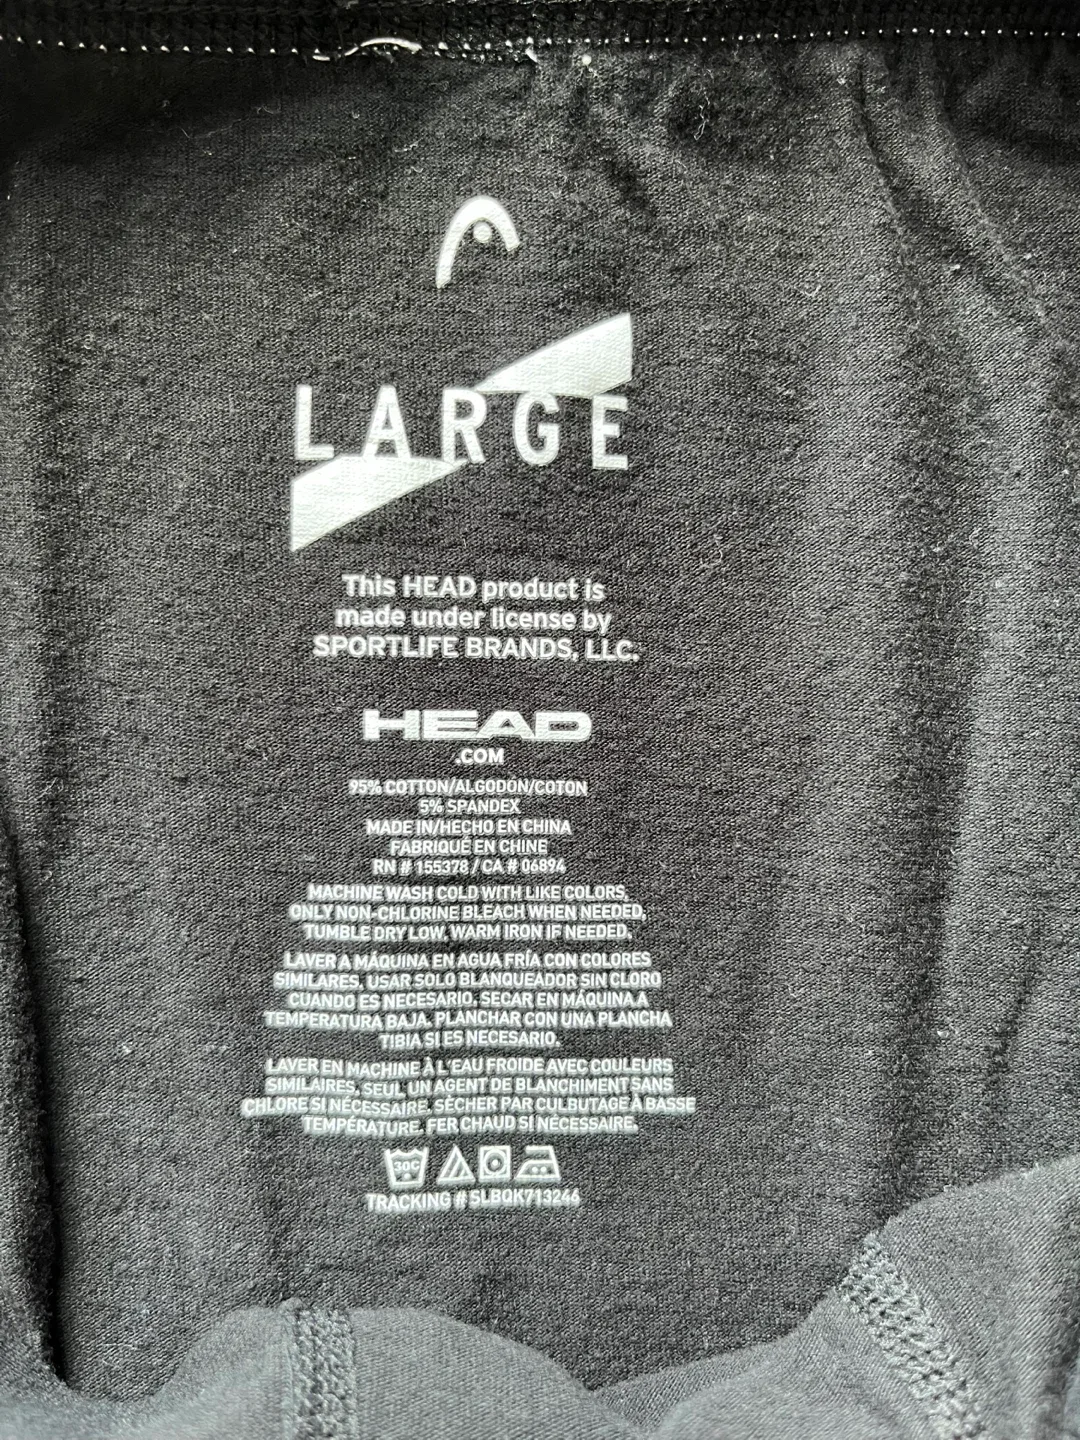 LARGE
This HEAD product is
made under license by
SPORTLIFE BRANDS, LLC.
HEAD
.COM
95% COTTON/ALGODÓN/COTON
5% SPANDEX
MADE IN/HECHO EN CHINA
FABRIQUÉ EN CHINE
RN # 155378 / CA # 06894
MACHINE WASH COLD WITH LIKE COLORS,
ONLY NON-CHLORINE BLEACH WHEN NEEDED,
TUMBLE DRY LOW, WARM IRON IF NEEDED.
LAVER A MÁQUINA EN AGUA FRÍA CON COLORES
SIMILARES, USAR SOLO BLANQUEADOR SIN CLORO
CUANDO ES NECESARIO, SECAR EN MÁQUINA A
TEMPERATURA BAJA, PLANCHAR CON UNA PLANCHA
TIBIA SI ES NECESARIO.
LAVER EN MACHINE À L'EAU FROIDE AVEC COULEURS
SIMILAIRES, SEUL UN AGENT DE BLANCHIMENT SANS
CHLORE SI NÉCESSAIRE, SÉCHER PAR CULBUTAGE À BASSE
TEMPÉRATURE, FER CHAUD SI NÉCESSAIRE.
30C
TRACKING # SLBQK713246